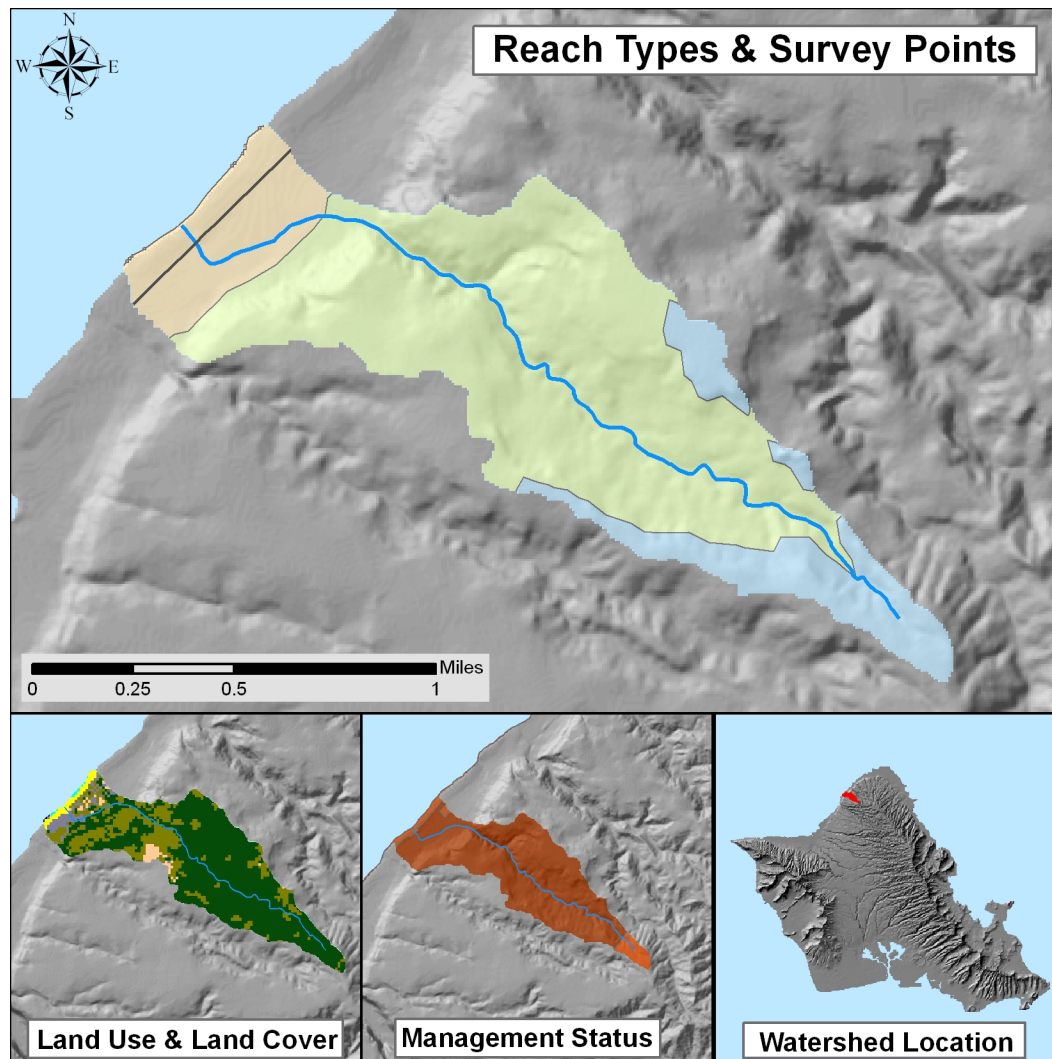 N
W E
S
Reach Types & Survey Points
Miles
0 0.25 0.5 1
Land Use & Land Cover
Management Status
Watershed Location